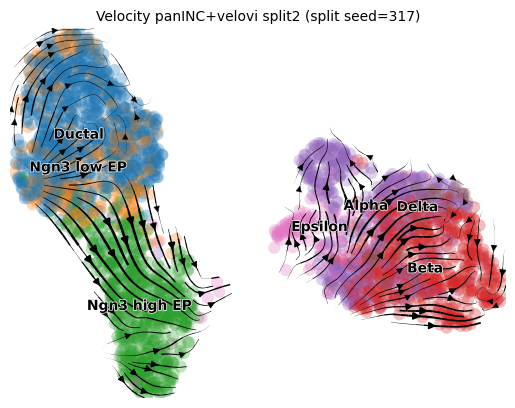 Velocity panINC+velovi split2 (split seed=317)
Ductal
Ngn3 low EP
Alpha
Delta
Epsilon
Beta
Ngn3 high EP